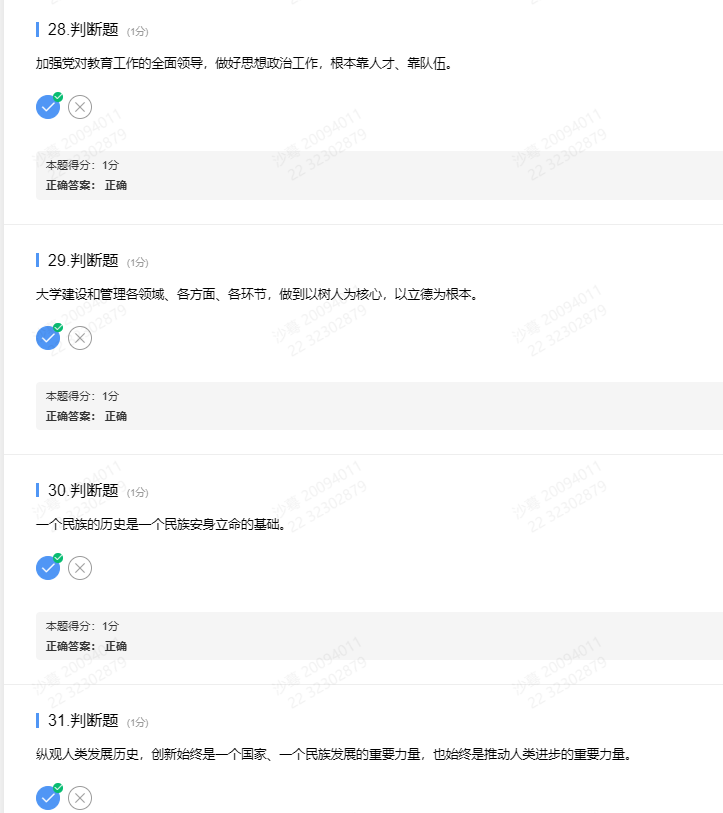 28.判断题 (1分)
加强党对教育工作的全面领导，做好思想政治工作，根本靠人才、靠队伍。
本题得分：1分
正确答案： 正确
29.判断题 (1分)
大学建设和管理各领域、各方面、各环节，做到以树人为核心，以立德为根本。
本题得分：1分
正确答案： 正确
30.判断题 (1分)
一个民族的历史是一个民族安身立命的基础。
本题得分：1分
正确答案： 正确
31.判断题 (1分)
纵观人类发展历史，创新始终是一个国家、一个民族发展的重要力量，也始终是推动人类进步的重要力量。